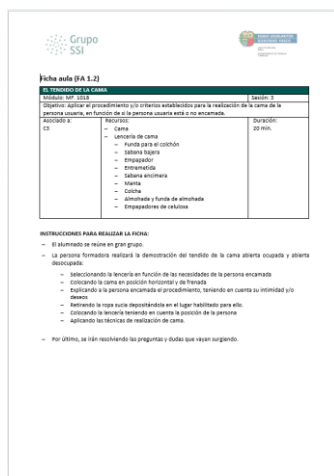 Grupo
SSI
EUSKO JAURLARITZA
GOBIERNO VASCO
Ficha aula (FA 1.2)
EL TENDIDO DE LA CAMA
Módulo: MF. 1018
Sesión: 3
Objetivo: Aplicar el procedimiento y/o criterios establecidos para la realización de la cama de la
persona usuaria, en función de si la persona usuaria está o no encamada.
Asociado a:
C3
Recursos:
– Cama
– Lencería de cama
– Funda para el colchón
– Sabana bajera
– Empapador
– Entremetida
– Sabana encimera
– Manta
– Colcha
– Almohada y funda de almohada
– Empapadores de celulosa
Duración:
20 min.
INSTRUCCIONES PARA REALIZAR LA FICHA:
– El alumnado se reúne en gran grupo.
– La persona formadora realizará la demostración del tendido de la cama abierta ocupada y abierta
desocupada:
– Seleccionando la lencería en función de las necesidades de la persona encamada
– Colocando la cama en posición horizontal y de frenada
– Explicando a la persona encamada el procedimiento, teniendo en cuenta su intimidad y/o
deseos
– Retirando la ropa sucia depositándola en el lugar habilitado para ello.
– Colocando la lencería teniendo en cuenta la posición de la persona
– Aplicando las técnicas de realización de cama.
– Por último, se irán resolviendo las preguntas y dudas que vayan surgiendo.